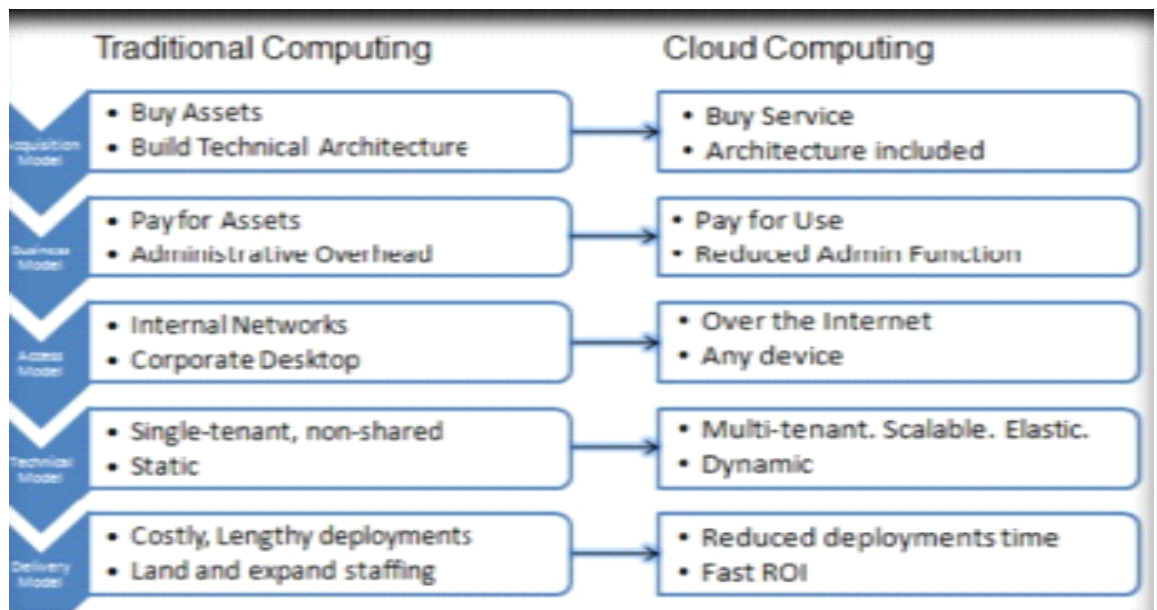 Traditional Computing
Cloud Computing
Acquisition
Model
• Buy Assets
• Build Technical Architecture
• Buy Service
• Architecture included
Business
Model
• Pay for Assets
• Administrative Overhead
• Pay for Use
• Reduced Admin Function
Access
Model
• Internal Networks
• Corporate Desktop
• Over the Internet
• Any device
Technical
Model
• Single-tenant, non-shared
• Static
• Multi-tenant. Scalable. Elastic.
• Dynamic
Delivery
Model
• Costly, Lengthy deployments
• Land and expand staffing
• Reduced deployments time
• Fast ROI